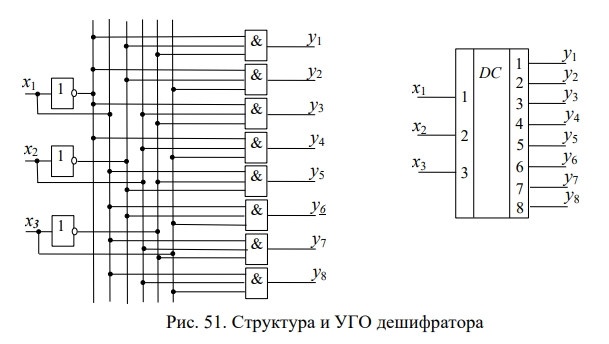 & y1
& y2
x1 1
& y3
& y4
x2 1
& y5
& y6
x3 1
& y7
& y8
DC
x1 1
x2 2
x3 3
1 y1
2 y2
3 y3
4 y4
5 y5
6 y6
7 y7
8 y8
Рис. 51. Структура и УГО дешифратора